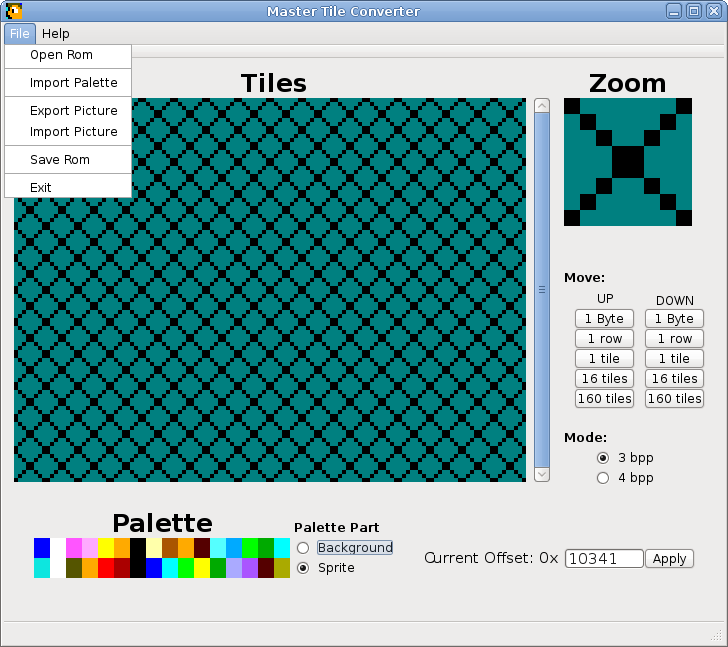 Master Tile Converter
File Help
Open Rom
Import Palette
Export Picture
Import Picture
Save Rom
Exit
Tiles
Zoom
Move:
UP DOWN
1 Byte 1 Byte
1 row 1 row
1 tile 1 tile
16 tiles 16 tiles
160 tiles 160 tiles
Mode:
3 bpp
4 bpp
Palette
Palette Part
Background
Sprite
Current Offset: 0x 10341 Apply